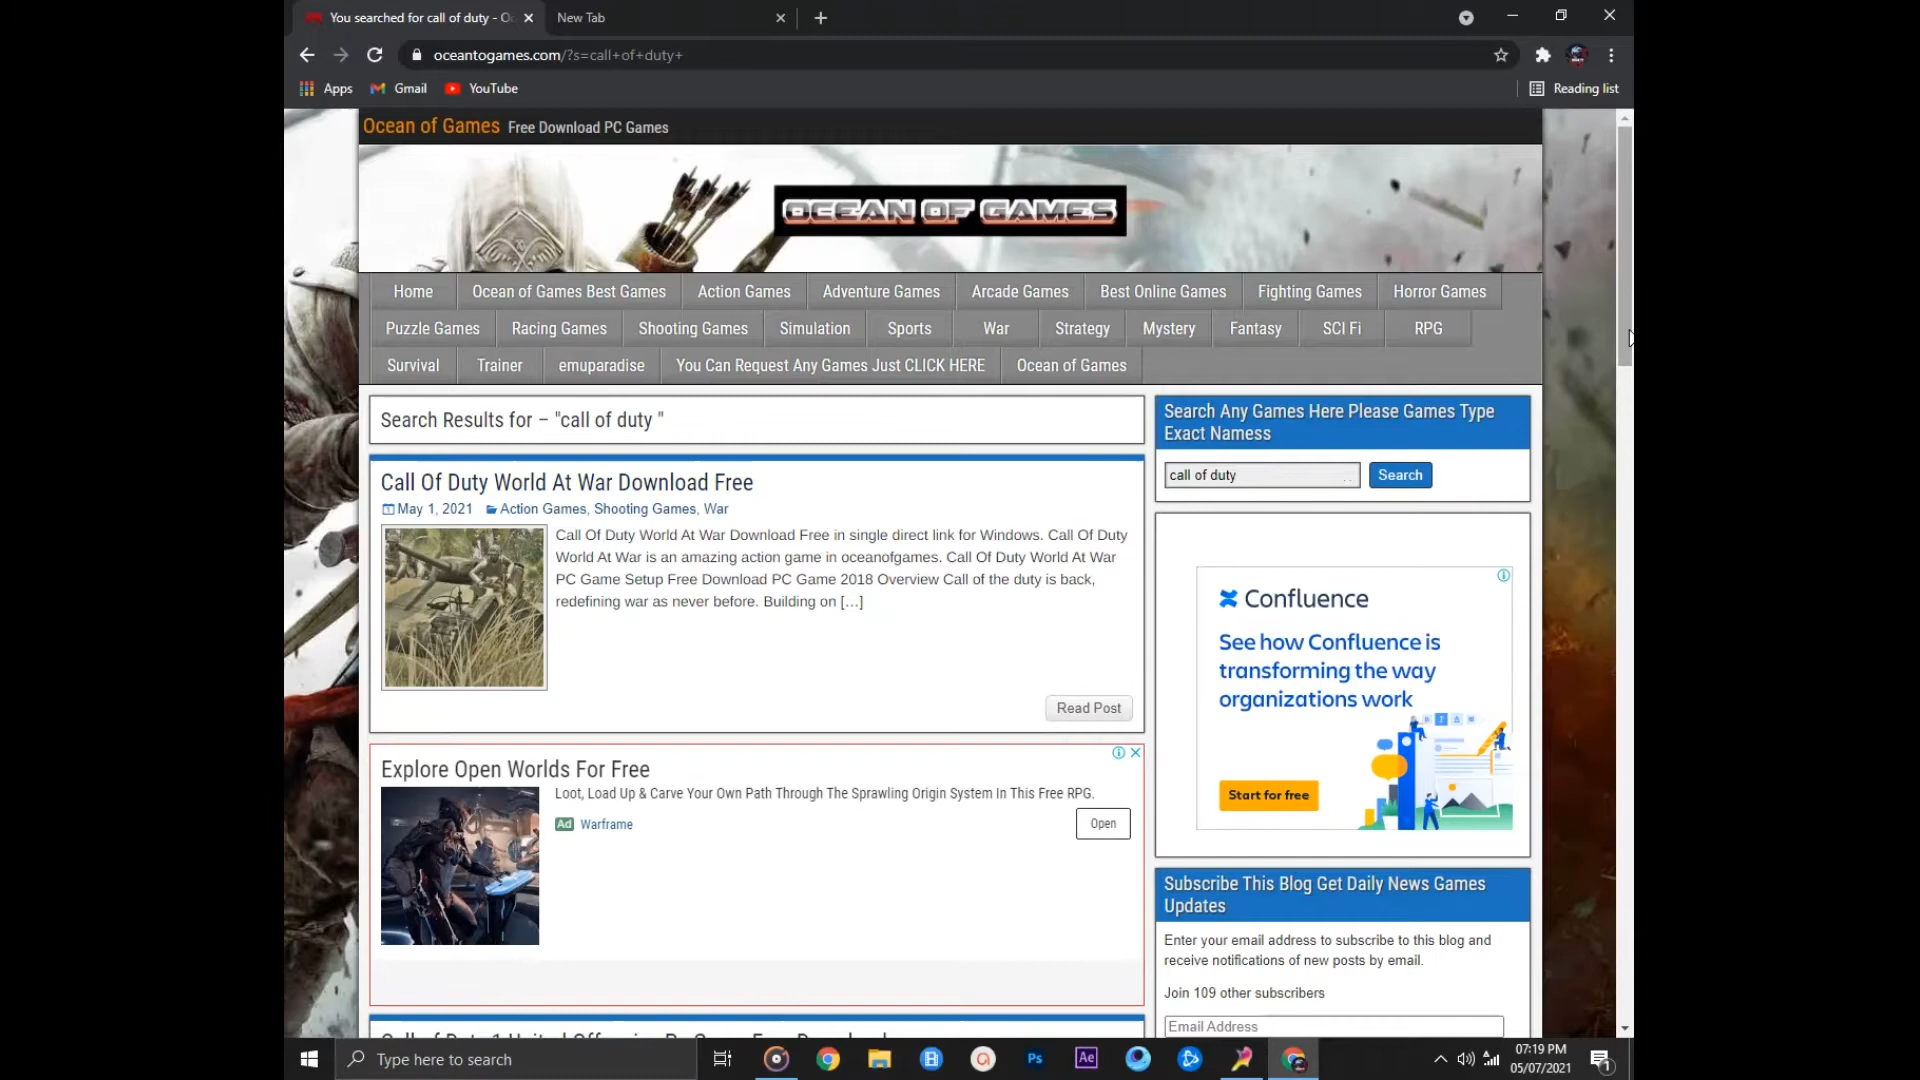 You searched for call of duty - Oc
New Tab
oceantogames.com/?s=call+of+duty+
Apps
Gmail
YouTube
Reading list
Ocean of Games Free Download PC Games
OCEAN OF GAMES
Home
Ocean of Games Best Games
Action Games
Adventure Games
Arcade Games
Best Online Games
Fighting Games
Horror Games
Puzzle Games
Racing Games
Shooting Games
Simulation
Sports
War
Strategy
Mystery
Fantasy
SCI Fi
RPG
Survival
Trainer
emuparadise
You Can Request Any Games Just CLICK HERE
Ocean of Games
Search Results for – "call of duty "
Call Of Duty World At War Download Free
May 1, 2021 Action Games, Shooting Games, War
Call Of Duty World At War Download Free in single direct link for Windows. Call Of Duty
World At War is an amazing action game in oceanofgames. Call Of Duty World At War
PC Game Setup Free Download PC Game 2018 Overview Call of the duty is back,
redefining war as never before. Building on […]
Read Post
Explore Open Worlds For Free
Loot, Load Up & Carve Your Own Path Through The Sprawling Origin System In This Free RPG.
Ad Warframe
Open
Search Any Games Here Please Games Type
Exact Namess
call of duty
Search
Confluence
See how Confluence is
transforming the way
organizations work
Start for free
Subscribe This Blog Get Daily News Games
Updates
Enter your email address to subscribe to this blog and
receive notifications of new posts by email.
Join 109 other subscribers
Email Address
Type here to search
Ps
Ae
07:19 PM
05/07/2021
1